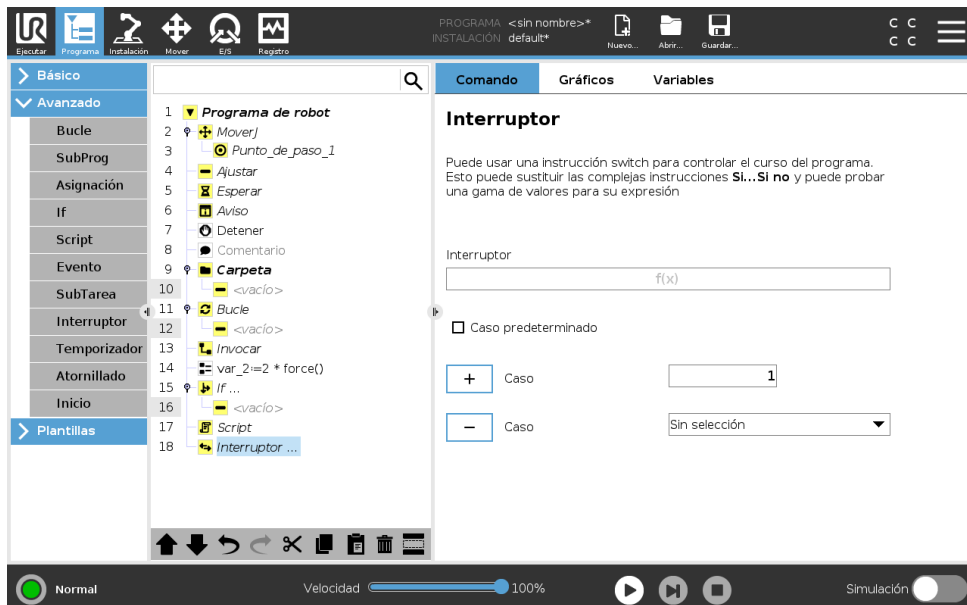 UR
Ejecutar
Programa
Instalación
Mover
E/S
Registro
PROGRAMA <sin nombre>*
INSTALACIÓN default*
Nuevo...
Abrir...
Guardar...
C C
C C
Básico
Avanzado
Bucle
SubProg
Asignación
If
Script
Evento
SubTarea
Interruptor
Temporizador
Atornillado
Inicio
Plantillas
1 Programa de robot
2 MoverJ
3 Punto_de_paso_1
4 Ajustar
5 Esperar
6 Aviso
7 Detener
8 Comentario
9 Carpeta
10 <vacío>
11 Bucle
12 <vacío>
13 Invocar
14 var_2≔2 * force()
15 If ...
16 <vacío>
17 Script
18 Interruptor ...
Comando Gráficos Variables
Interruptor
Puede usar una instrucción switch para controlar el curso del programa.
Esto puede sustituir las complejas instrucciones Si...Si no y puede probar
una gama de valores para su expresión
Interruptor
f(x)
Caso predeterminado
+ Caso 1
− Caso Sin selección
Normal
Velocidad 100%
Simulación